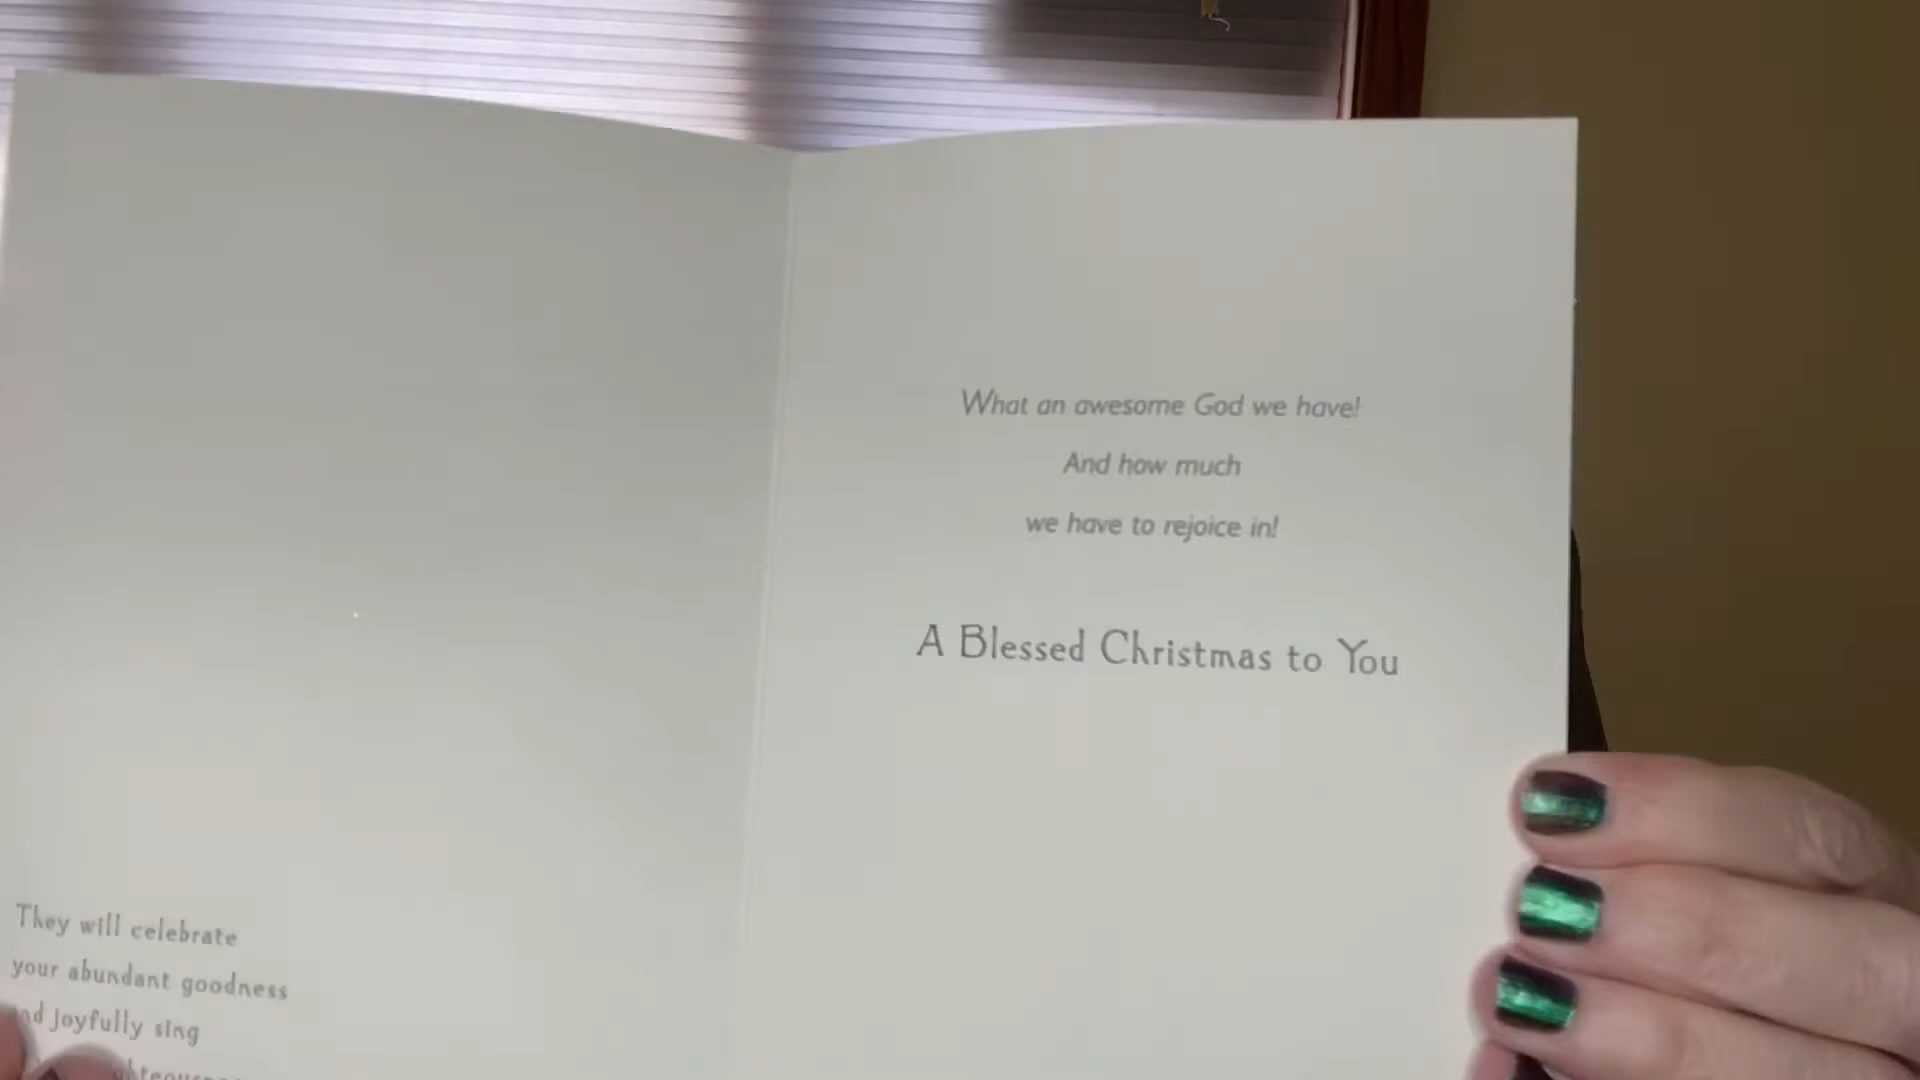 They will celebrate
your abundant goodness
and joyfully sing
What an awesome God we have!
And how much
we have to rejoice in!
A Blessed Christmas to You